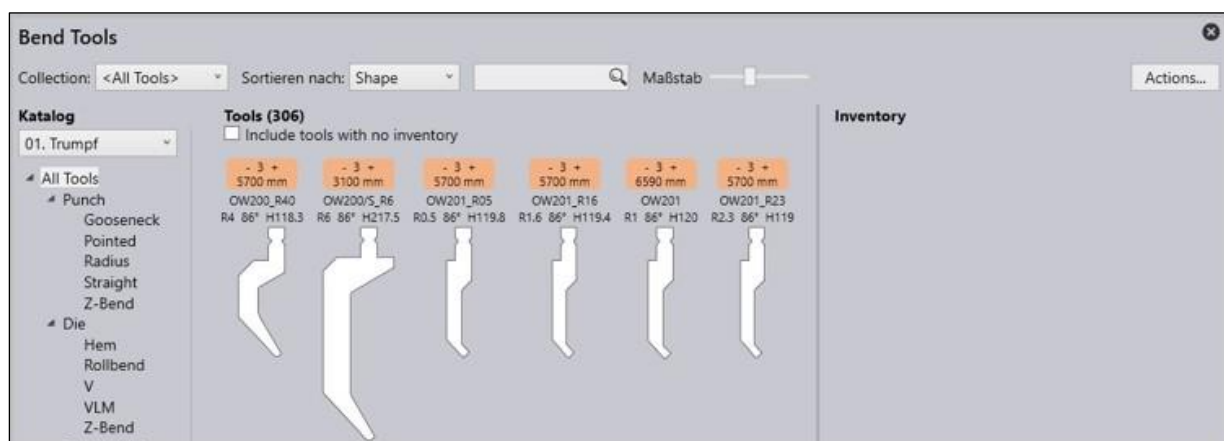 Bend Tools
Collection: <All Tools> Sortieren nach: Shape Maßstab Actions...
Katalog
01. Trumpf
All Tools
Punch
Gooseneck
Pointed
Radius
Straight
Z-Bend
Die
Hem
Rollbend
V
VLM
Z-Bend
Tools (306)
Include tools with no inventory
- 3 + - 3 + - 3 + - 3 + - 3 + - 3 +
5700 mm 3100 mm 5700 mm 5700 mm 6590 mm 5700 mm
OW200_R40 OW200/S_R6 OW201_R05 OW201_R16 OW201 OW201_R23
R4 86° H118.3 R6 86° H217.5 R0.5 86° H119.8 R1.6 86° H119.4 R1 86° H120 R2.3 86° H119
Inventory